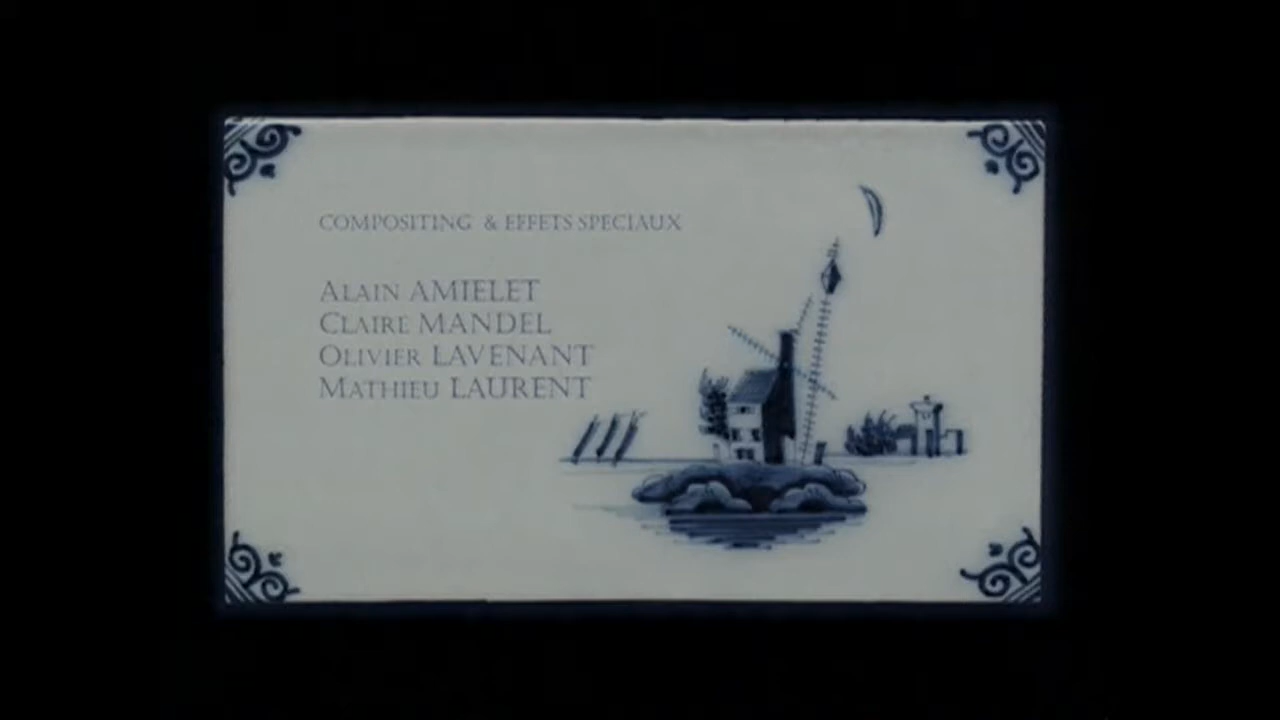 COMPOSITING & EFFETS SPECIAUX
ALAIN AMIELET
CLAIRE MANDEL
OLIVIER LAVENANT
MATHIEU LAURENT